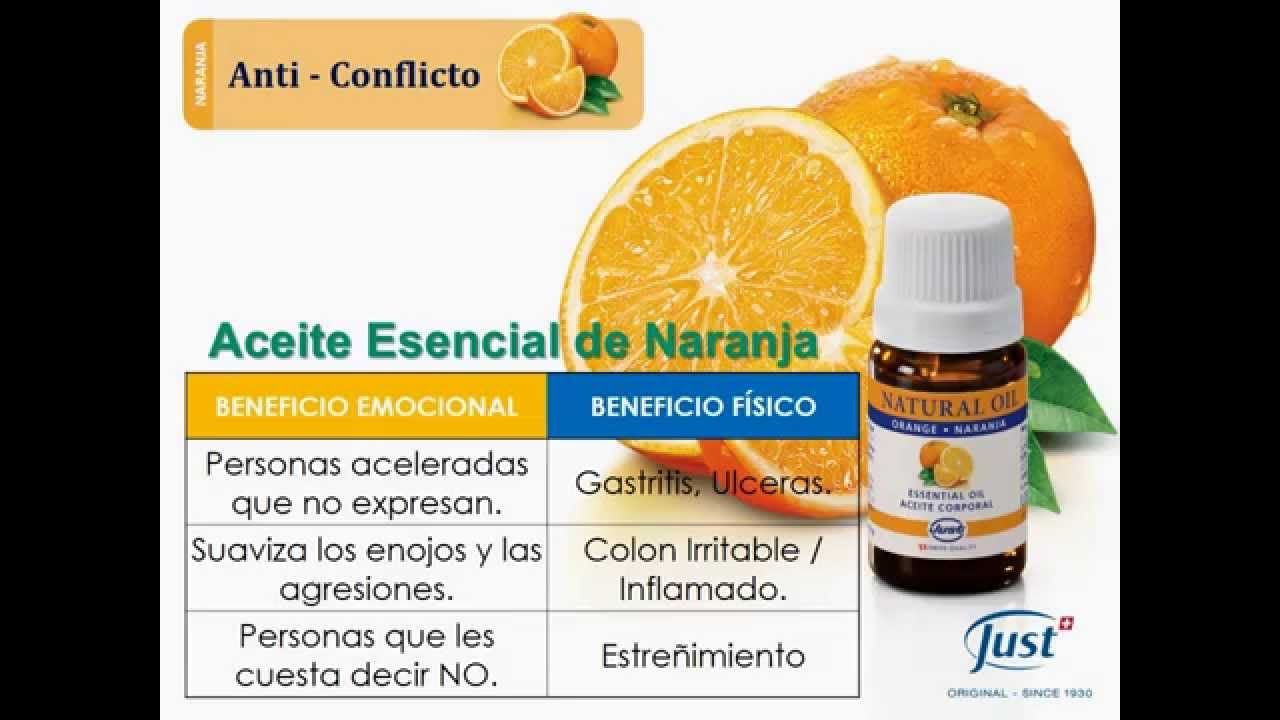 NARANJA
Anti - Conflicto
Aceite Esencial de Naranja
BENEFICIO EMOCIONAL
BENEFICIO FÍSICO
Personas aceleradas
que no expresan.
Gastritis, Ulceras.
Suaviza los enojos y las
agresiones.
Colon Irritable /
Inflamado.
Personas que les
cuesta decir NO.
Estreñimiento
NATURAL OIL
ORANGE • NARANJA
ESSENTIAL OIL
ACEITE CORPORAL
Just
SWISS QUALITY
Just
ORIGINAL - SINCE 1930